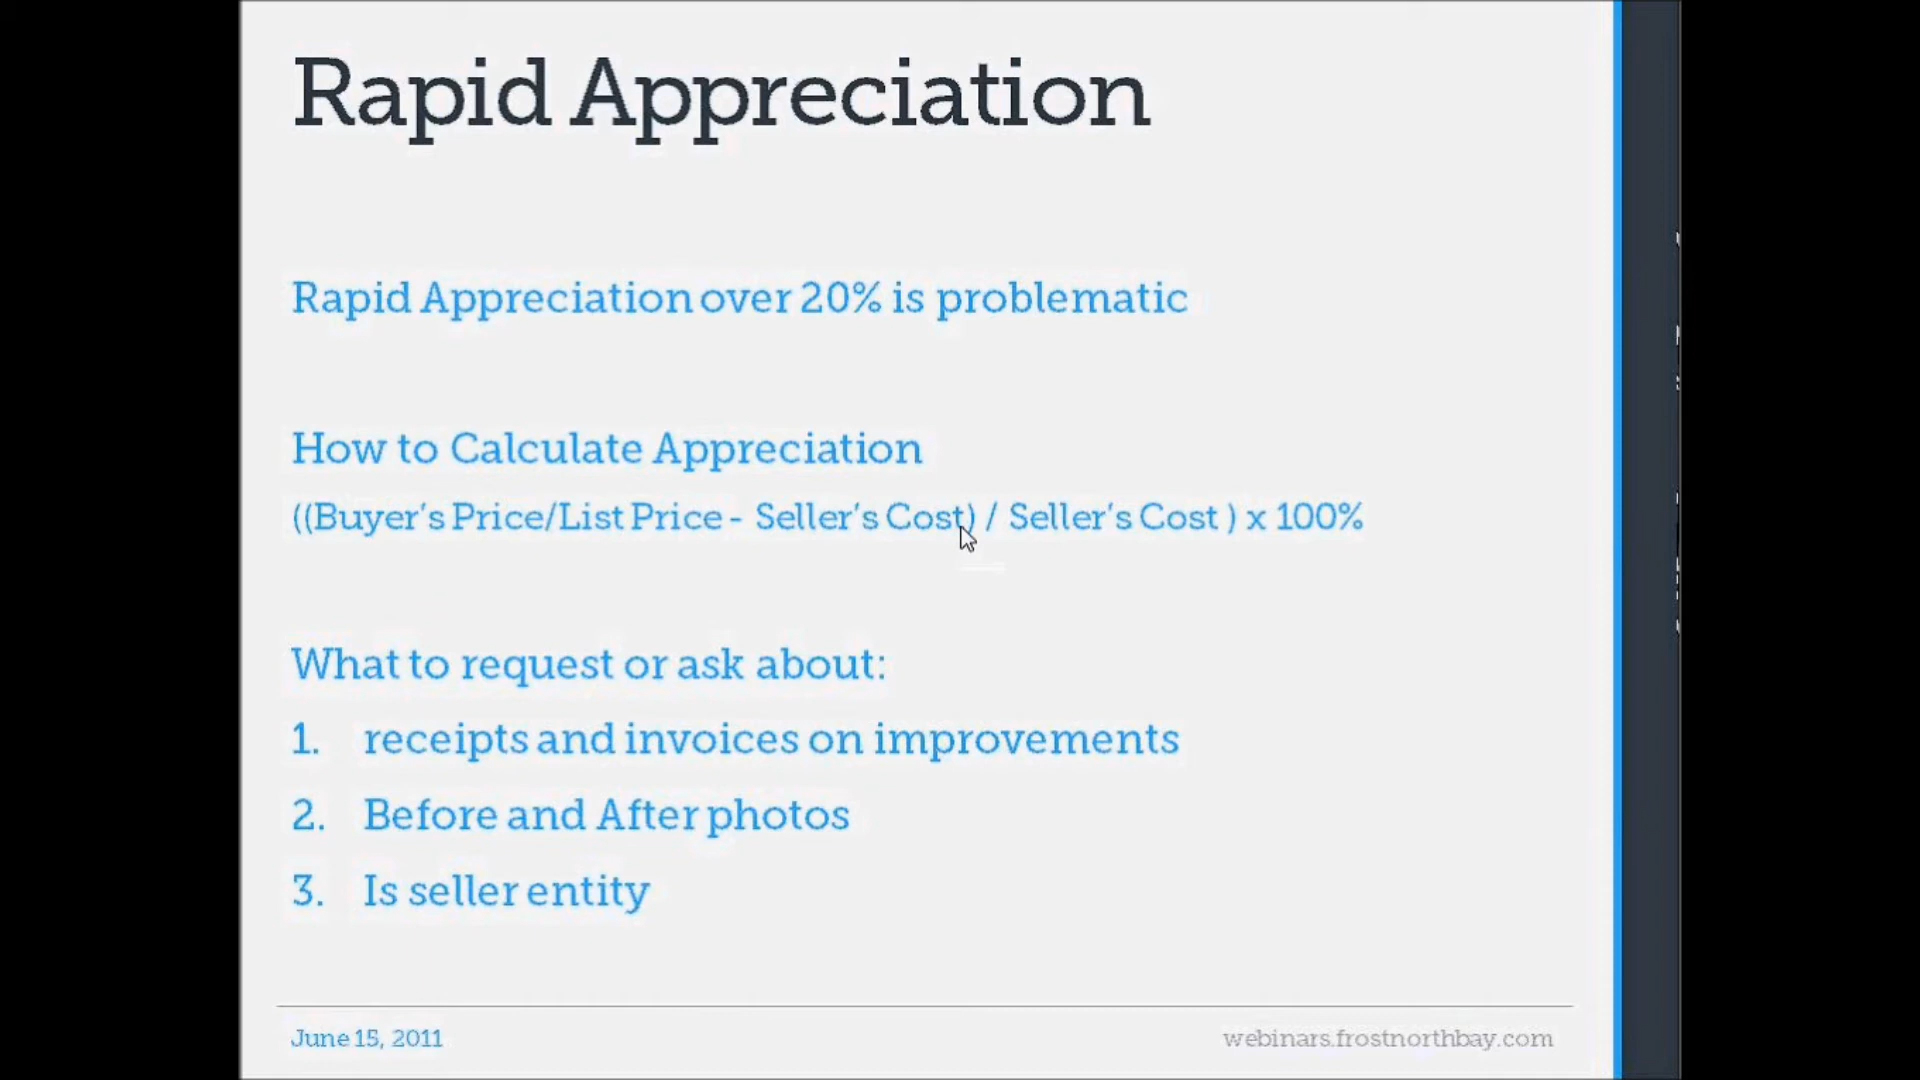 Rapid Appreciation
Rapid Appreciation over 20% is problematic
How to Calculate Appreciation
((Buyer's Price/List Price - Seller's Cost) / Seller's Cost ) x 100%
What to request or ask about:
1. receipts and invoices on improvements
2. Before and After photos
3. Is seller entity
June 15, 2011
webinars.frostnorthbay.com